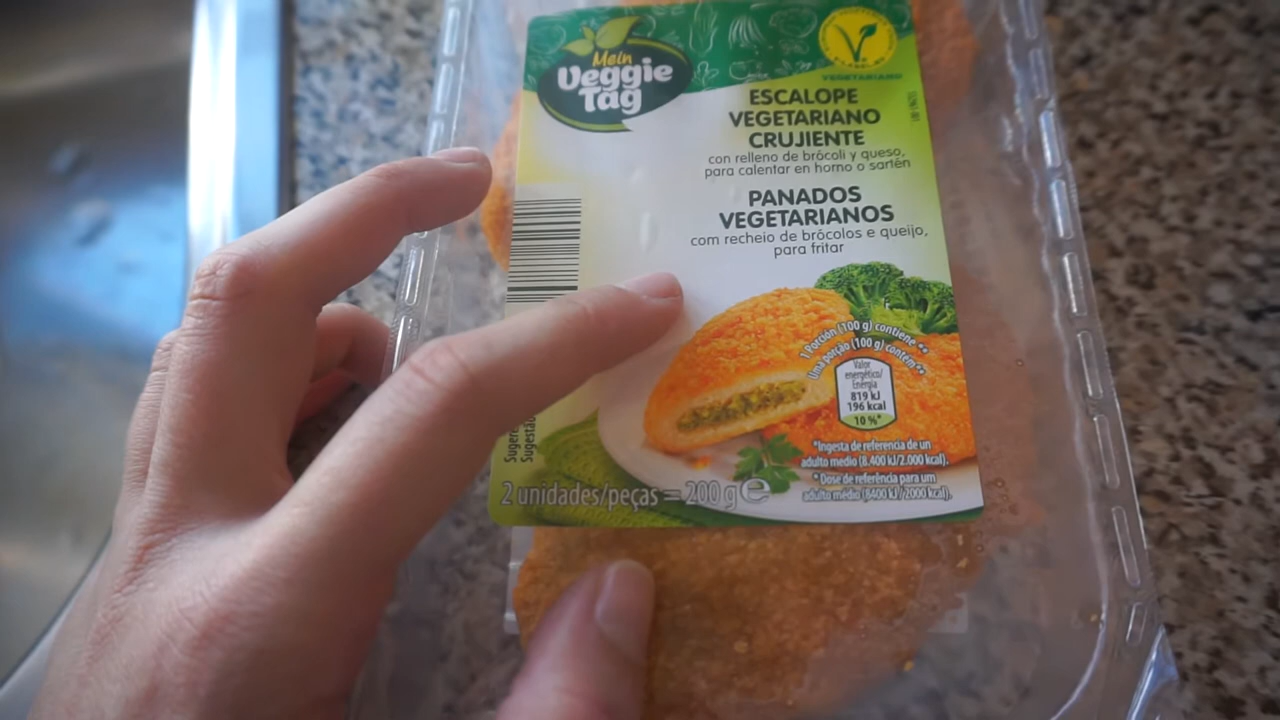 Mein
Veggie
Tag
VEGETARIANO
ESCALOPE
VEGETARIANO
CRUJIENTE
con relleno de brócoli y queso,
para calentar en horno o sartén
PANADOS
VEGETARIANOS
com recheio de brócolos e queijo,
para fritar
1 Porción (100 g) contiene **
Uma porção (100 g) contém**
Valor
energético/
Energia
819 kJ
196 kcal
10 %*
*Ingesta de referencia de un
adulto medio (8.400 kJ/2.000 kcal).
* Dose de referência para um
adulto médio (8400 kJ / 2000 kcal).
Sugere
Sugestão
2 unidades/peças = 200 g e